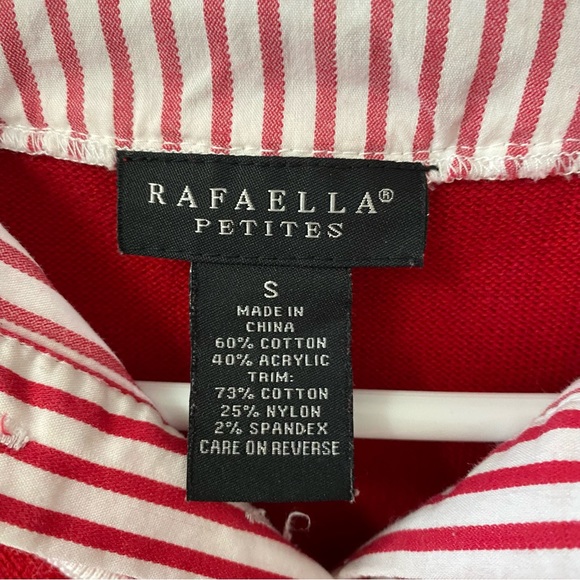 RAFAELLA®
PETITES
S
MADE IN
CHINA
60% COTTON
40% ACRYLIC
TRIM:
73% COTTON
25% NYLON
2% SPANDEX
CARE ON REVERSE